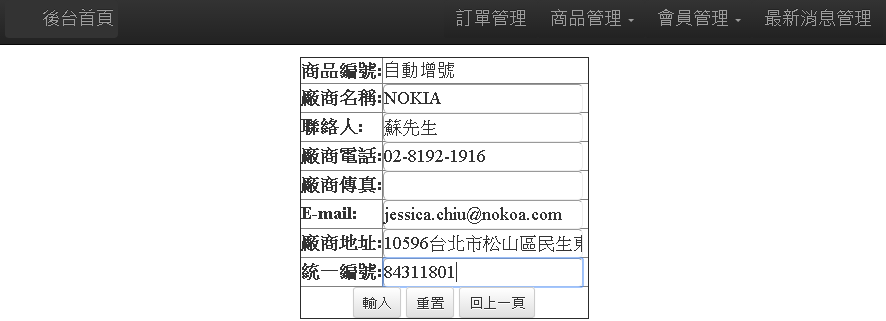 後台首頁 訂單管理 商品管理 會員管理 最新消息管理
商品編號:自動增號
廠商名稱:NOKIA
聯絡人: 蘇先生
廠商電話:02-8192-1916
廠商傳真:
E-mail: jessica.chiu@nokoa.com
廠商地址:10596台北市松山區民生東
統一編號:84311801
輸入 重置 回上一頁